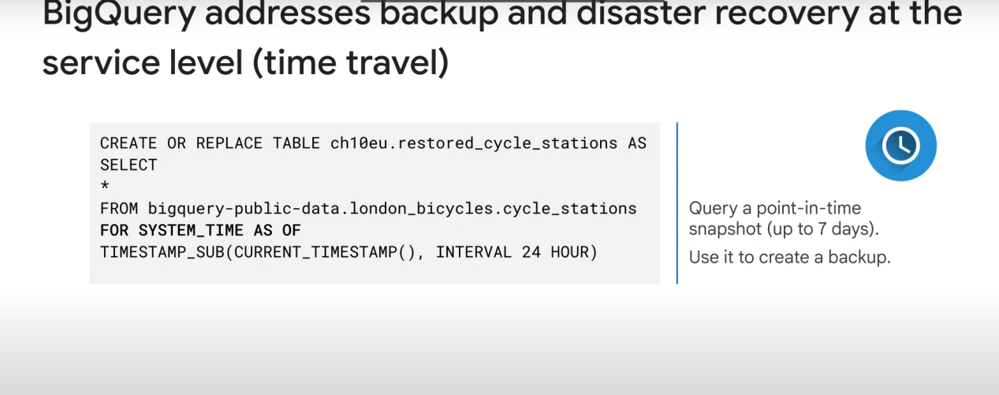 BigQuery addresses backup and disaster recovery at the
service level (time travel)
CREATE OR REPLACE TABLE ch10eu.restored_cycle_stations AS
SELECT
*
FROM bigquery-public-data.london_bicycles.cycle_stations
FOR SYSTEM_TIME AS OF
TIMESTAMP_SUB(CURRENT_TIMESTAMP(), INTERVAL 24 HOUR)
Query a point-in-time
snapshot (up to 7 days).
Use it to create a backup.